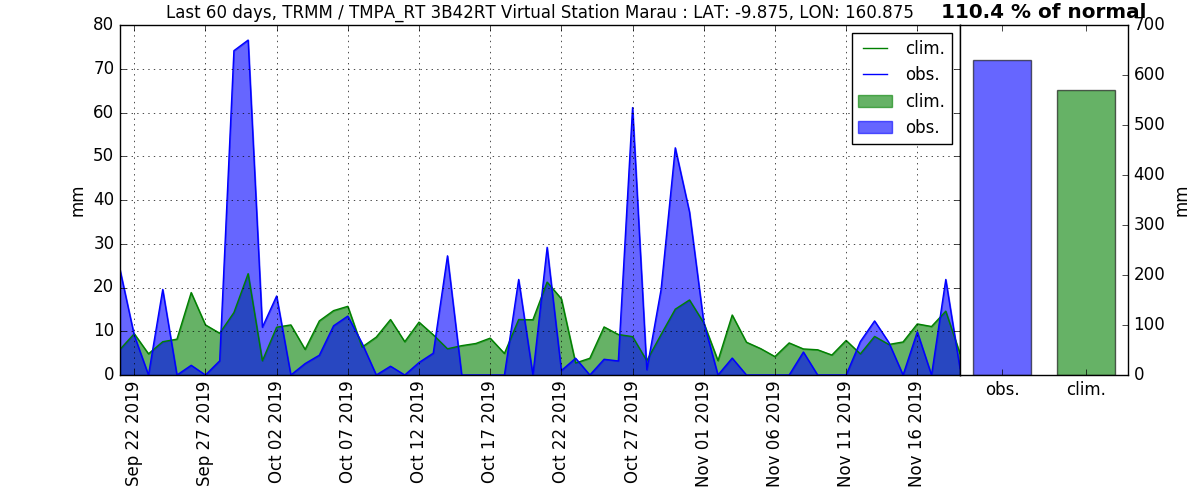 Last 60 days, TRMM / TMPA_RT 3B42RT Virtual Station Marau : LAT: -9.875, LON: 160.875
110.4 % of normal
80
70
60
50
40
30
20
10
0
mm
clim.
obs.
clim.
obs.
700
600
500
400
300
200
100
0
mm
Sep 22 2019
Sep 27 2019
Oct 02 2019
Oct 07 2019
Oct 12 2019
Oct 17 2019
Oct 22 2019
Oct 27 2019
Nov 01 2019
Nov 06 2019
Nov 11 2019
Nov 16 2019
obs.
clim.